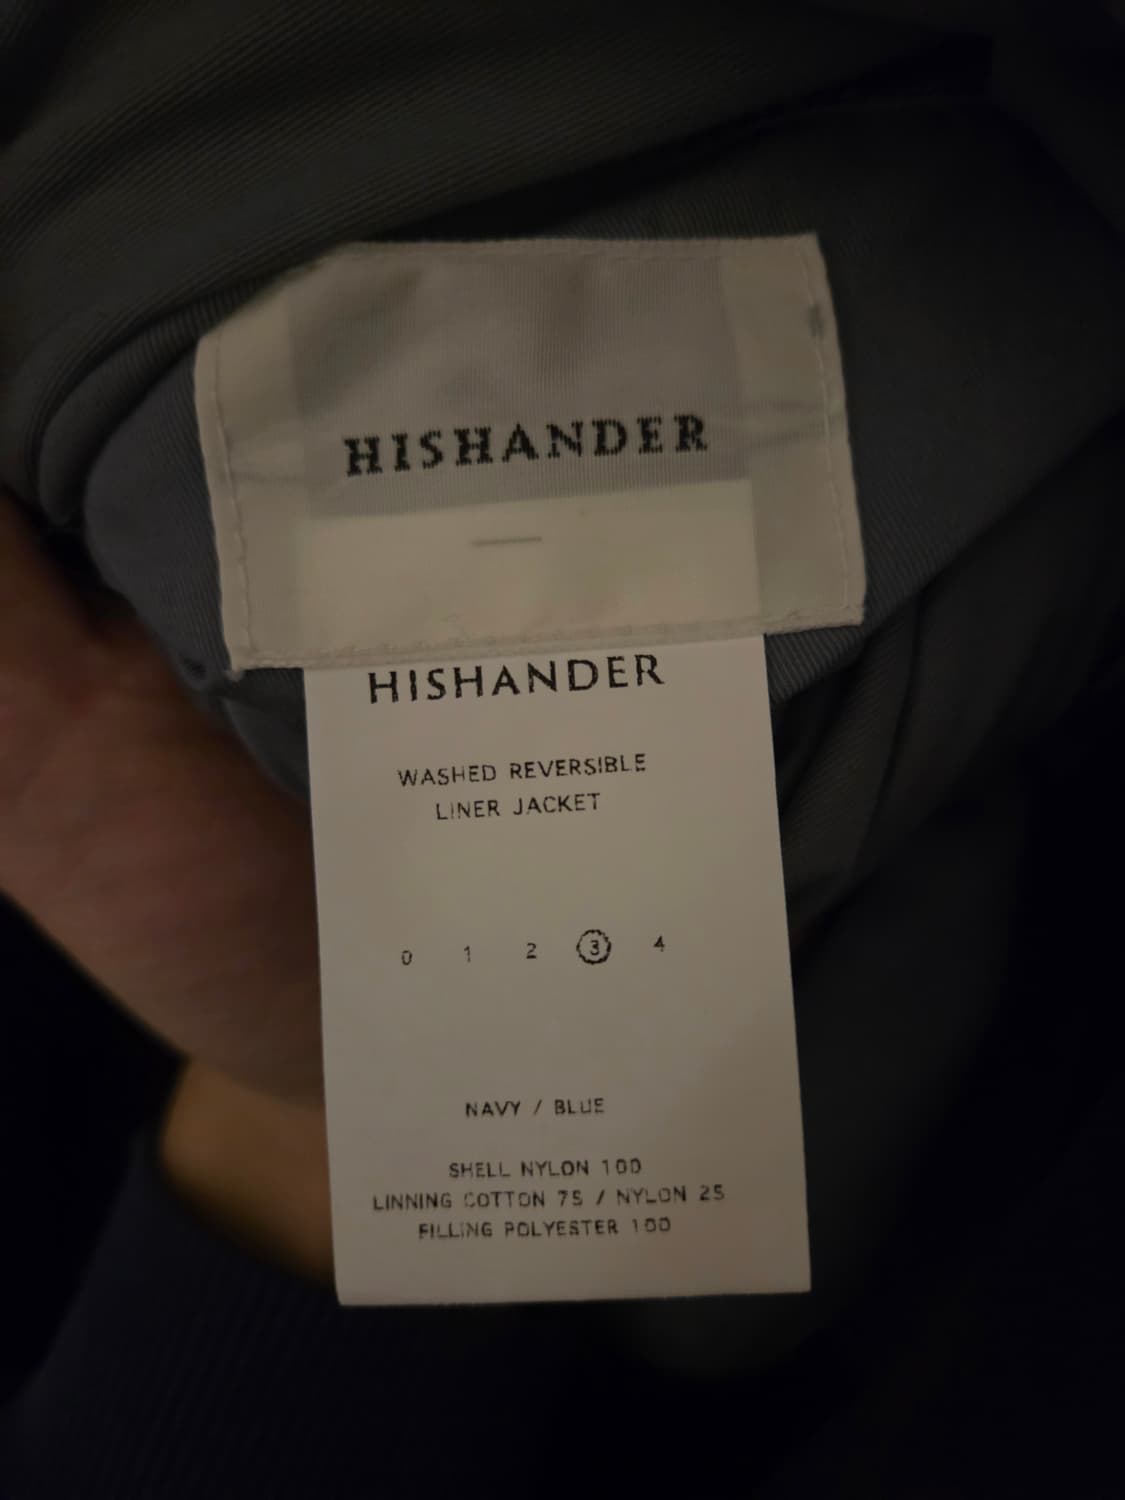 HISHANDER
HISHANDER
WASHED REVERSIBLE
LINER JACKET
0 1 2 3 4
NAVY / BLUE
SHELL NYLON 100
LINNING COTTON 75 / NYLON 25
FILLING POLYESTER 100